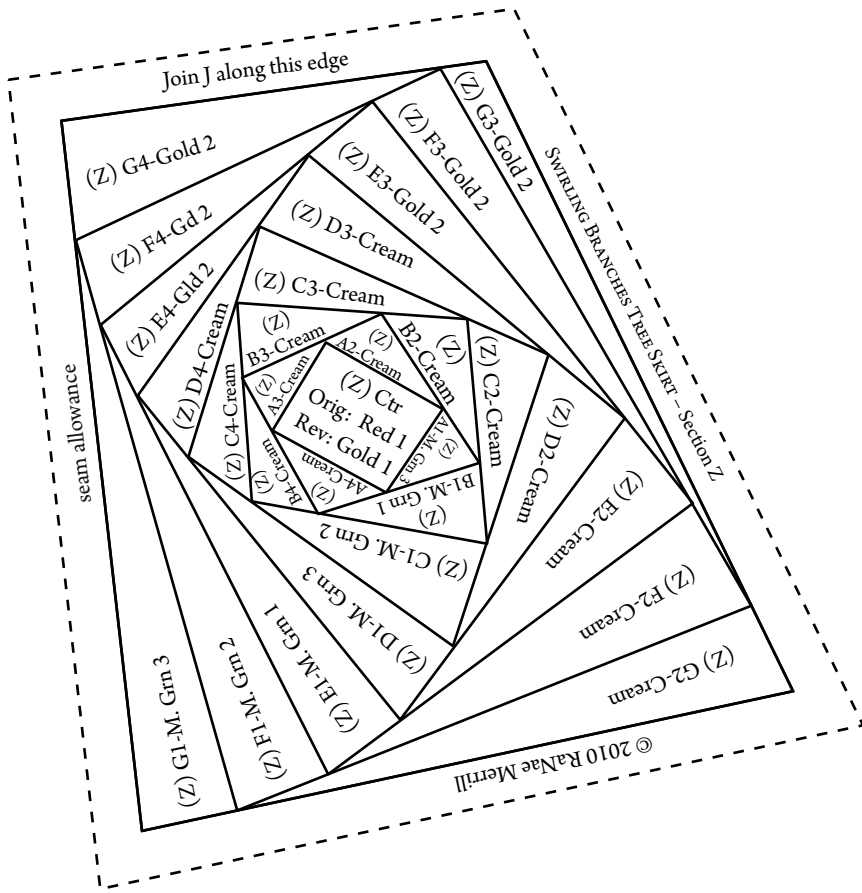 Join J along this edge
(Z) G4-Gold 2
(Z) G3-Gold 2
(Z) F3-Gold 2
(Z) E3-Gold 2
(Z) F4-Gd 2
(Z) D3-Cream
(Z) E4-Gld 2
(Z) C3-Cream
Swirling Branches Tree Skirt – Section Z
(Z) D4-Cream
(Z)
B3-Cream
(Z)
A2-Cream
(Z)
B2-Cream
(Z) C2-Cream
(Z) C4-Cream
(Z)
A3-Cream
(Z) Ctr
Orig: Red 1
Rev: Gold 1
A1-M. Grn 3
(Z)
(Z)
B4-Cream
A4-Cream
(Z)
B1-M. Grn 1
(Z)
(Z) D2-Cream
seam allowance
(Z) C1-M. Grn 2
(Z) E2-Cream
(Z) D1-M. Grn 3
(Z) F2-Cream
(Z) E1-M. Grn 1
(Z) F1-M. Grn 2
(Z) G1-M. Grn 3
(Z) G2-Cream
© 2010 RaNae Merrill